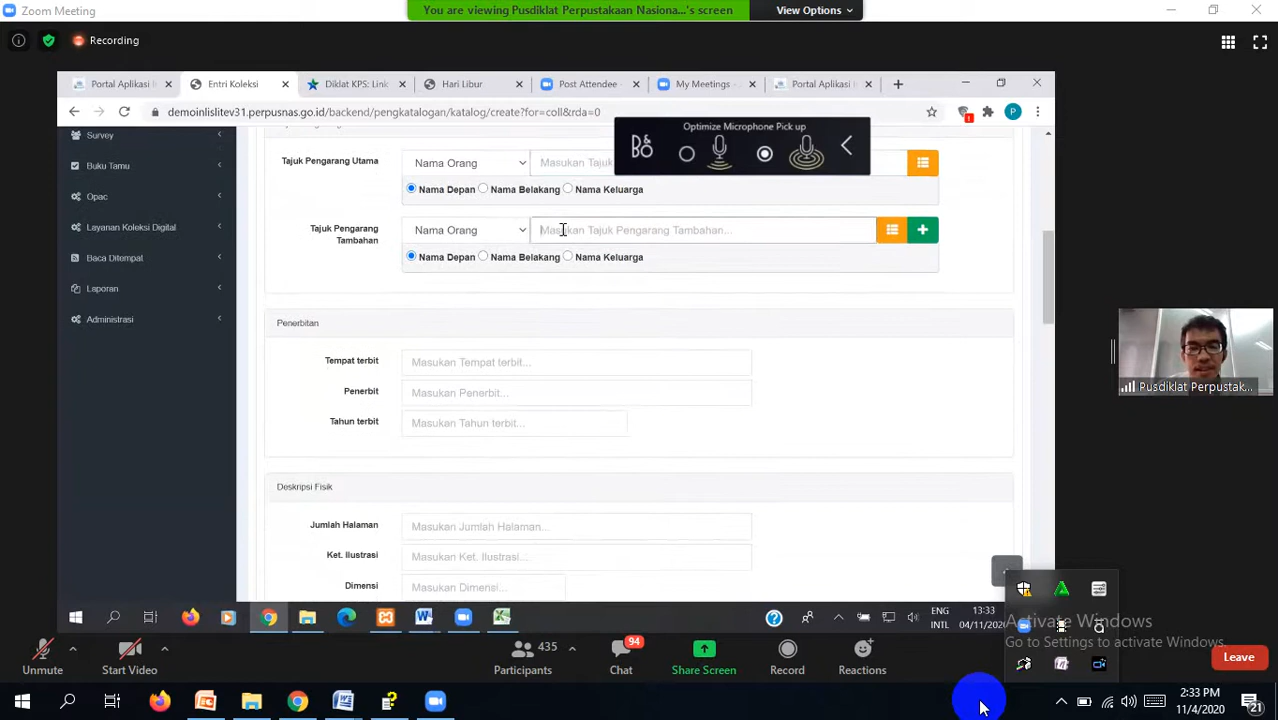 Zoom Meeting
You are viewing Pusdiklat Perpustakaan Nasiona...'s screen
View Options
Recording
Portal Aplikasi I
Entri Koleksi
Diklat KPS: Link
Hari Libur
Post Attendee -
My Meetings -
Portal Aplikasi I
demoinlislitev31.perpusnas.go.id/backend/pengkatalogan/katalog/create?for=coll&rda=0
P
Optimize Microphone Pick up
B&O
Survey
Buku Tamu
Opac
Layanan Koleksi Digital
Baca Ditempat
Laporan
Administrasi
Tajuk Pengarang Utama
Nama Orang
Masukan Tajuk
Nama Depan
Nama Belakang
Nama Keluarga
Tajuk Pengarang
Tambahan
Nama Orang
Masukan Tajuk Pengarang Tambahan...
Nama Depan
Nama Belakang
Nama Keluarga
Penerbitan
Tempat terbit
Masukan Tempat terbit...
Penerbit
Masukan Penerbit...
Tahun terbit
Masukan Tahun terbit...
Deskripsi Fisik
Jumlah Halaman
Masukan Jumlah Halaman...
Ket. Ilustrasi
Masukan Ket. Ilustrasi...
Dimensi
Masukan Dimensi...
Pusdiklat Perpustak...
ENG
INTL
13:33
04/11/2020
Activate Windows
Go to Settings to activate Windows.
Unmute
Start Video
435
Participants
94
Chat
Share Screen
Record
Reactions
Leave
2:33 PM
11/4/2020
21